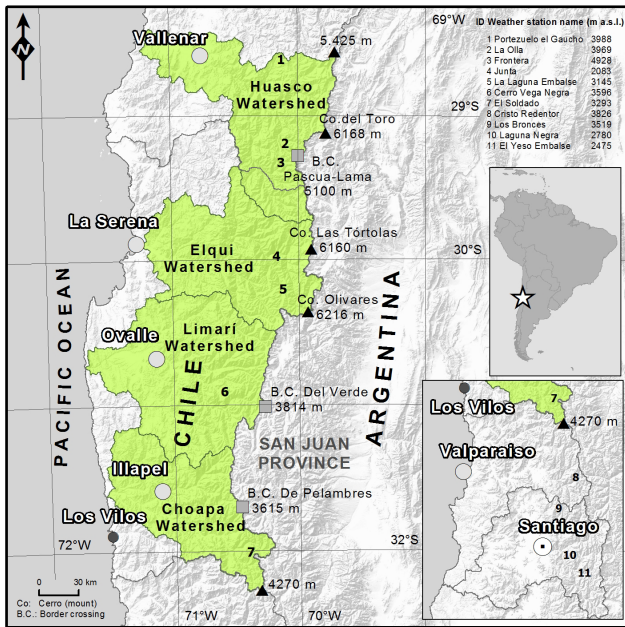 69° W
ID Weather station name (m a.s.l.)
1 Portezuelo el Gaucho 3988
2 La Olla 3969
3 Frontera 4928
4 Junta 2083
5 La Laguna Embalse 3145
6 Cerro Vega Negra 3596
7 El Soldado 3293
8 Cristo Redentor 3826
9 Los Bronces 3519
10 Laguna Negra 2780
11 El Yeso Embalse 2475
N
Vallenar
5.425 m
1
Huasco
Watershed
29°S
Co.del Toro
6168 m
2
3
B.C.
Pascua-Lama
5100 m
La Serena
Elqui
Watershed
4
Co. Las Tórtolas
6160 m
30°S
5
Co. Olivares
6216 m
Limarí
Watershed
Ovalle
PACIFIC OCEAN
CHILE
ARGENTINA
6
B.C. Del Verde
3814 m
SAN JUAN
PROVINCE
Illapel
B.C. De Pelambres
3615 m
Choapa
Watershed
Los Vilos
72°W
32°S
7
4270 m
0 30 km
Co: Cerro (mount)
B.C.: Border crossing
71°W
70°W
7
Los Vilos
4270 m
Valparaiso
8
9
Santiago
10
11